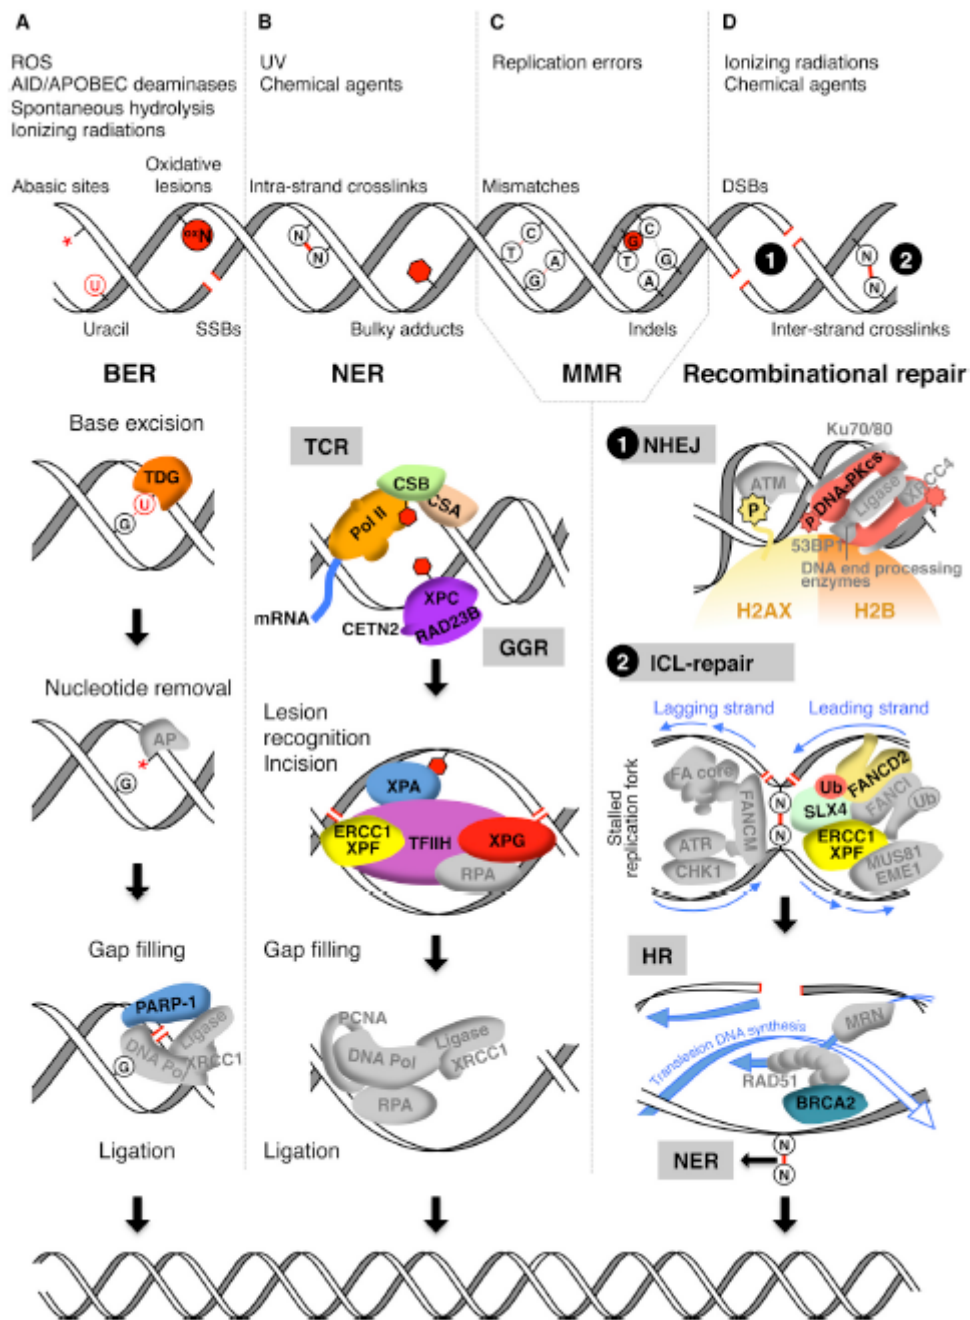 A
B
C
D
ROS
AID/APOBEC deaminases
Spontaneous hydrolysis
Ionizing radiations
UV
Chemical agents
Replication errors
Ionizing radiations
Chemical agents
Abasic sites
Oxidative
lesions
Intra-strand crosslinks
Mismatches
DSBs
*
U
oxN
N
N
T
C
G
A
G
C
T
G
A
1
N
N
2
Uracil
SSBs
Bulky adducts
Indels
Inter-strand crosslinks
BER
NER
MMR
Recombinational repair
Base excision
TDG
U
G
Nucleotide removal
AP
*
G
Gap filling
PARP-1
Ligase
DNA Pol
XRCC1
G
Ligation
TCR
CSB
CSA
Pol II
mRNA
XPC
RAD23B
CETN2
GGR
Lesion
recognition
Incision
XPA
ERCC1
XPF
TFIIH
XPG
RPA
Gap filling
PCNA
DNA Pol
Ligase
XRCC1
RPA
Ligation
1 NHEJ
Ku70/80
ATM
DNA-PKcs
Ligase
XRCC4
P
P
53BP1
DNA end processing
enzymes
H2AX
H2B
2 ICL-repair
Lagging strand
Leading strand
Stalled
replication fork
FA core
FANCM
ATR
CHK1
N
N
Ub
FANCD2
SLX4
FANCI
Ub
ERCC1
XPF
MUS81
EME1
HR
MRN
Translesion DNA synthesis
RAD51
BRCA2
NER
N
N